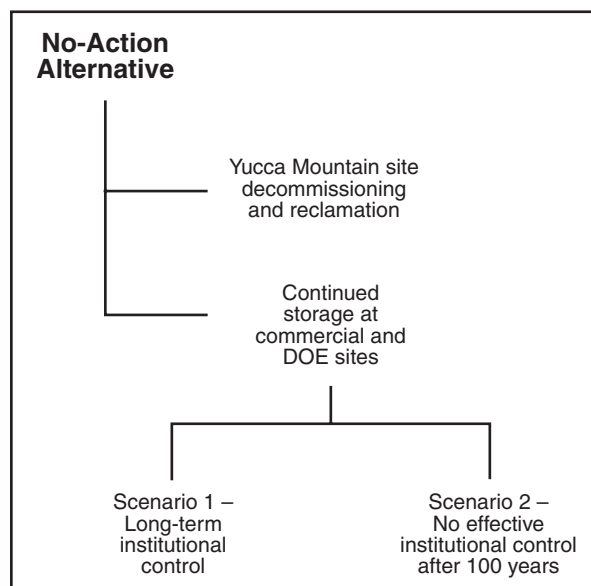 No-Action
Alternative
Yucca Mountain site
decommissioning
and reclamation
Continued
storage at
commercial and
DOE sites
Scenario 1 –
Long-term
institutional
control
Scenario 2 –
No effective
institutional control
after 100 years